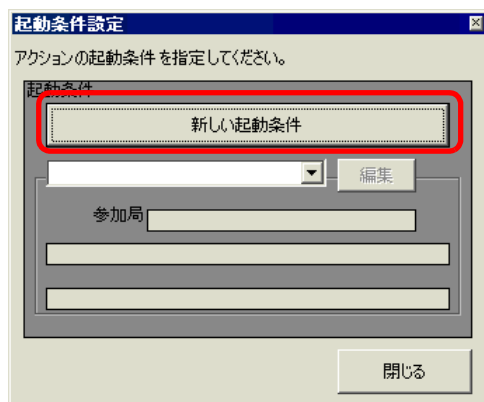 起動条件設定
アクションの起動条件を指定してください。
起動条件
新しい起動条件
編集
参加局
閉じる